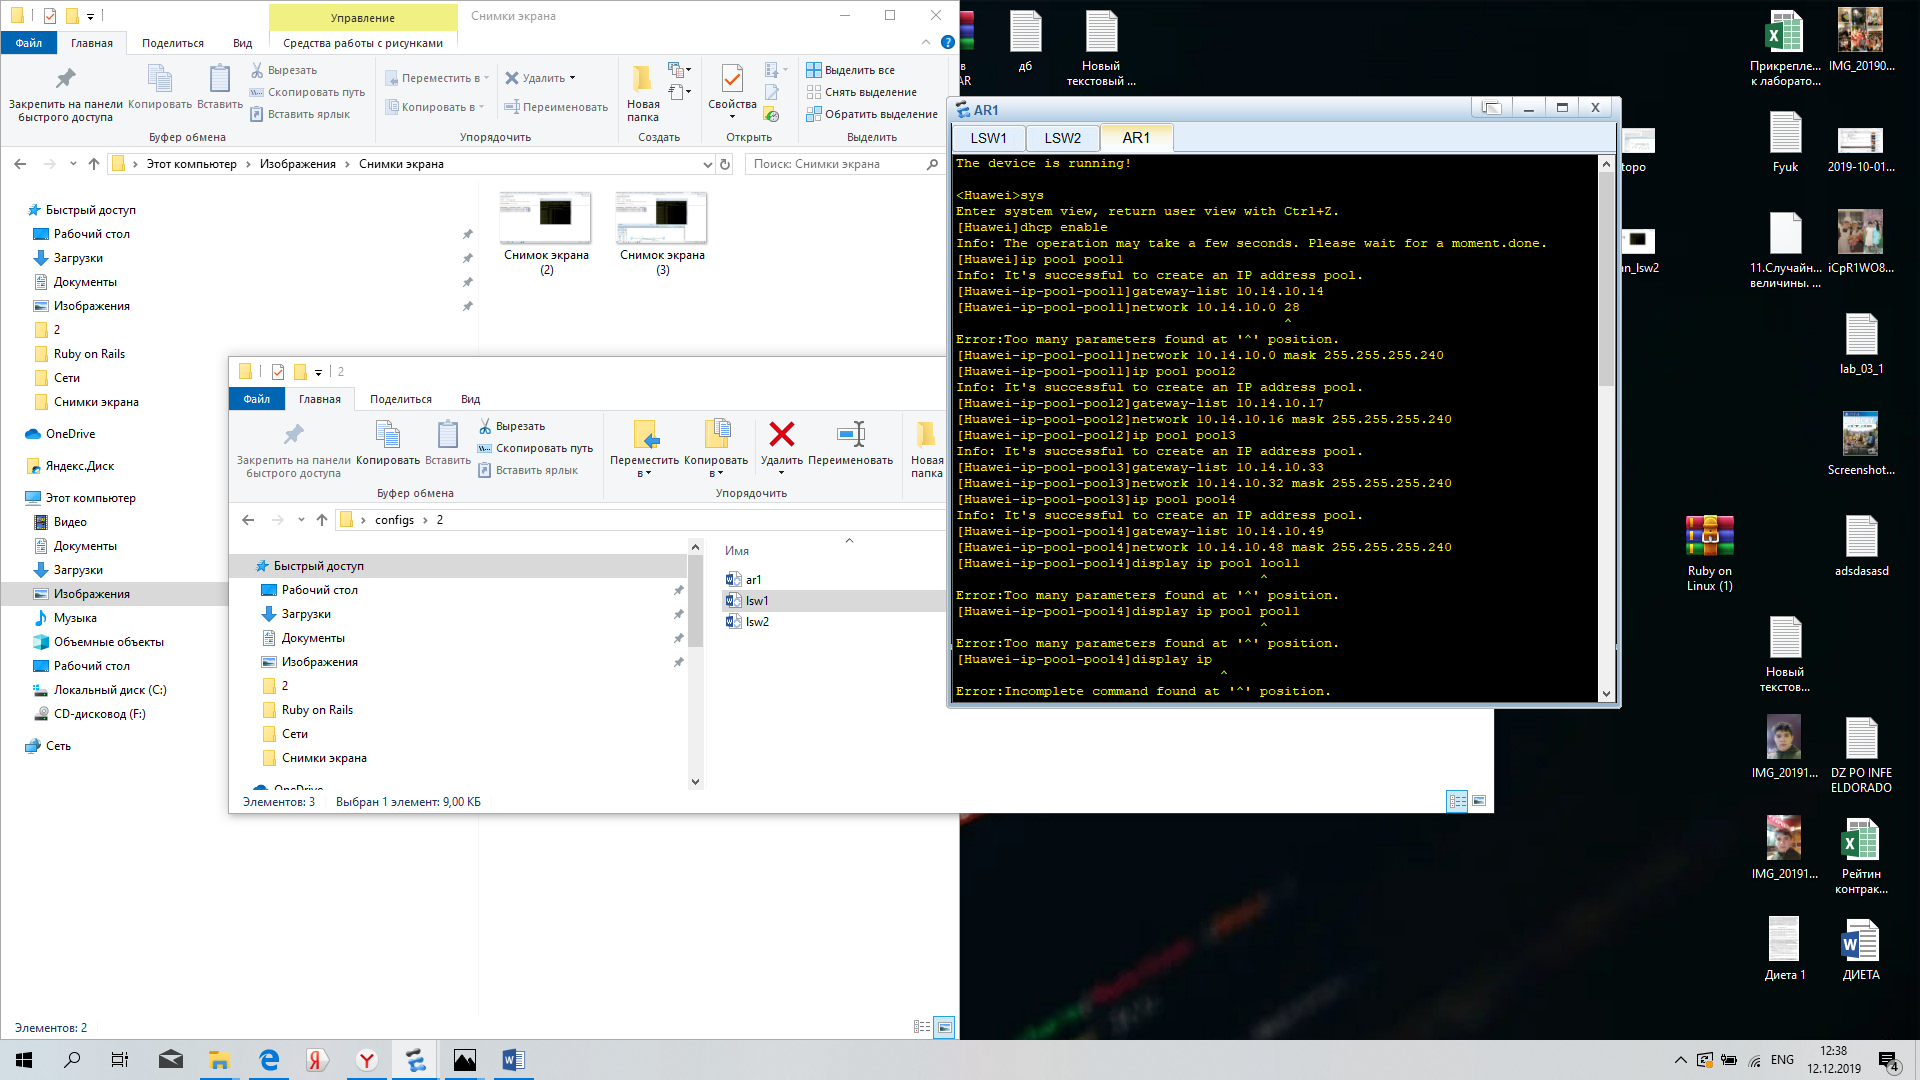 Управление
Снимки экрана
Файл
Главная
Поделиться
Вид
Средства работы с рисунками
Закрепить на панели быстрого доступа
Копировать
Вставить
Вырезать
Скопировать путь
Вставить ярлык
Буфер обмена
Переместить в
Копировать в
Удалить
Переименовать
Упорядочить
Новая папка
Создать
Свойства
Открыть
Выделить все
Снять выделение
Обратить выделение
Выделить
Этот компьютер
Изображения
Снимки экрана
Поиск: Снимки экрана
Быстрый доступ
Рабочий стол
Загрузки
Документы
Изображения
2
Ruby on Rails
Сети
Снимки экрана
OneDrive
Яндекс.Диск
Этот компьютер
Видео
Документы
Загрузки
Изображения
Музыка
Объемные объекты
Рабочий стол
Локальный диск (C:)
CD-дисковод (F:)
Сеть
Снимок экрана (2)
Снимок экрана (3)
Элементов: 2
2
Файл
Главная
Поделиться
Вид
Закрепить на панели быстрого доступа
Копировать
Вставить
Вырезать
Скопировать путь
Вставить ярлык
Буфер обмена
Переместить в
Копировать в
Удалить
Переименовать
Упорядочить
Новая папка
configs
2
Быстрый доступ
Рабочий стол
Загрузки
Документы
Изображения
2
Ruby on Rails
Сети
Снимки экрана
OneDrive
Имя
ar1
lsw1
lsw2
Элементов: 3
Выбран 1 элемент: 9,00 КБ
AR1
LSW1
LSW2
AR1
The device is running!
<Huawei>sys
Enter system view, return user view with Ctrl+Z.
[Huawei]dhcp enable
Info: The operation may take a few seconds. Please wait for a moment.done.
[Huawei]ip pool pool1
Info: It's successful to create an IP address pool.
[Huawei-ip-pool-pool1]gateway-list 10.14.10.14
[Huawei-ip-pool-pool1]network 10.14.10.0 28
^
Error:Too many parameters found at '^' position.
[Huawei-ip-pool-pool1]network 10.14.10.0 mask 255.255.255.240
[Huawei-ip-pool-pool1]ip pool pool2
Info: It's successful to create an IP address pool.
[Huawei-ip-pool-pool2]gateway-list 10.14.10.17
[Huawei-ip-pool-pool2]network 10.14.10.16 mask 255.255.255.240
[Huawei-ip-pool-pool2]ip pool pool3
Info: It's successful to create an IP address pool.
[Huawei-ip-pool-pool3]gateway-list 10.14.10.33
[Huawei-ip-pool-pool3]network 10.14.10.32 mask 255.255.255.240
[Huawei-ip-pool-pool3]ip pool pool4
Info: It's successful to create an IP address pool.
[Huawei-ip-pool-pool4]gateway-list 10.14.10.49
[Huawei-ip-pool-pool4]network 10.14.10.48 mask 255.255.255.240
[Huawei-ip-pool-pool4]display ip pool lool1
^
Error:Too many parameters found at '^' position.
[Huawei-ip-pool-pool4]display ip pool pool1
^
Error:Too many parameters found at '^' position.
[Huawei-ip-pool-pool4]display ip
^
Error:Incomplete command found at '^' position.
в
AR
дб
Новый
текстовый ...
Прикрепле...
к лаборато...
IMG_20190...
topo
Fyuk
2019-10-01...
n_lsw2
11.Случайн...
величины. ...
iCpR1WO8...
lab_03_1
Screenshot...
Ruby on
Linux (1)
adsdasasd
Новый
текстов...
IMG_20191...
DZ PO INFE
ELDORADO
IMG_20191...
Рейтин
контрак...
Диета 1
ДИЕТА
ENG
12:38
12.12.2019
4